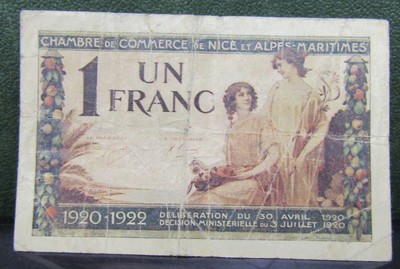 CHAMBRE DE COMMERCE DE NICE ET ALPES-MARITIMES
1 UN
FRANC
1920-1922
DÉLIBÉRATION DU 30 AVRIL 1920
DÉCISION MINISTÉRIELLE DU 3 JUILLET 1920